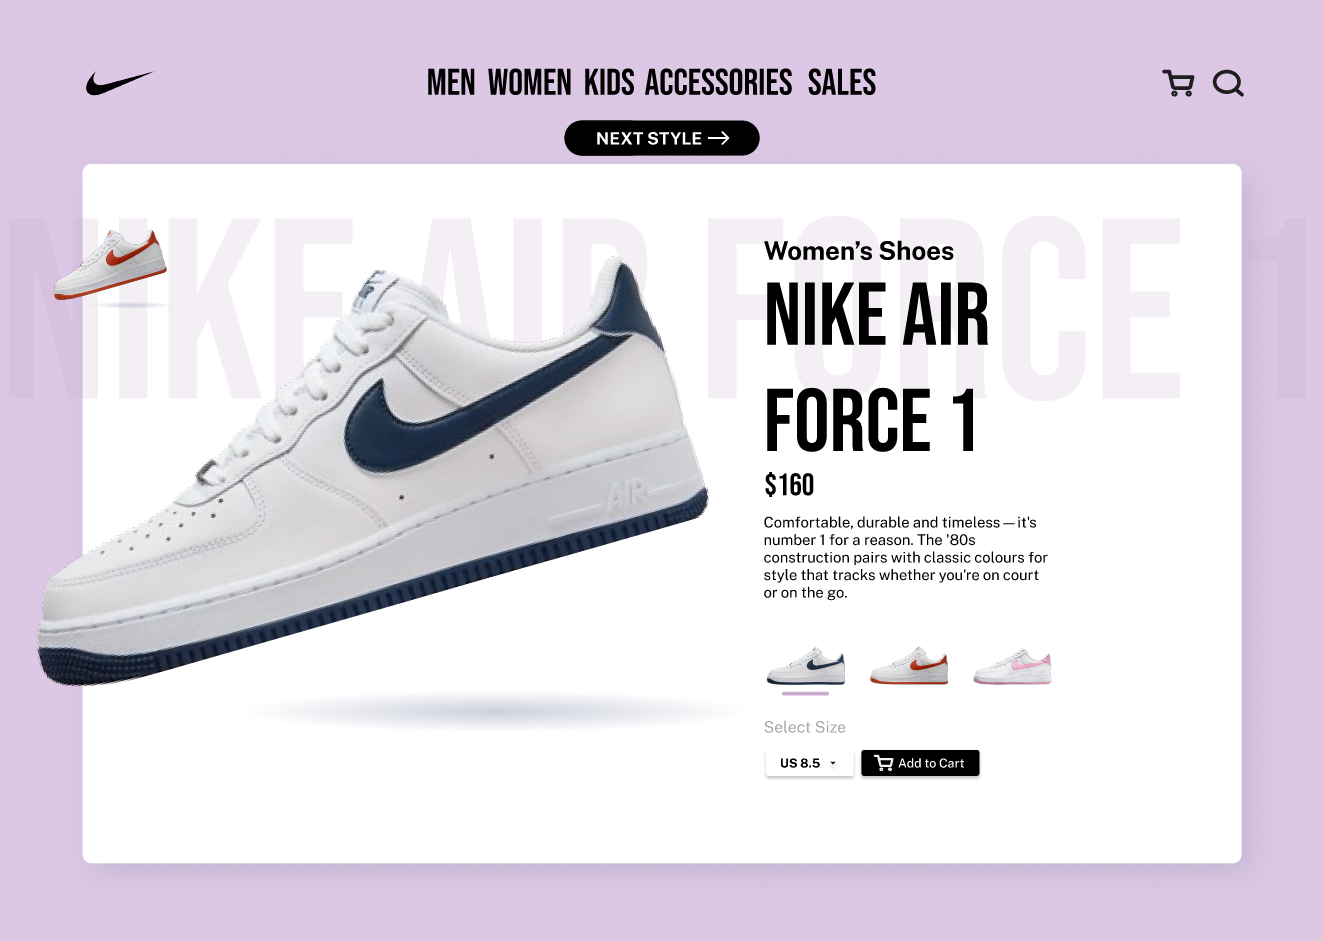 MEN WOMEN KIDS ACCESSORIES SALES
NEXT STYLE
NIKE AIR FORCE 1
Women’s Shoes
NIKE AIR
FORCE 1
$160
Comfortable, durable and timeless—it's
number 1 for a reason. The '80s
construction pairs with classic colours for
style that tracks whether you're on court
or on the go.
Select Size
US 8.5
Add to Cart
AIR